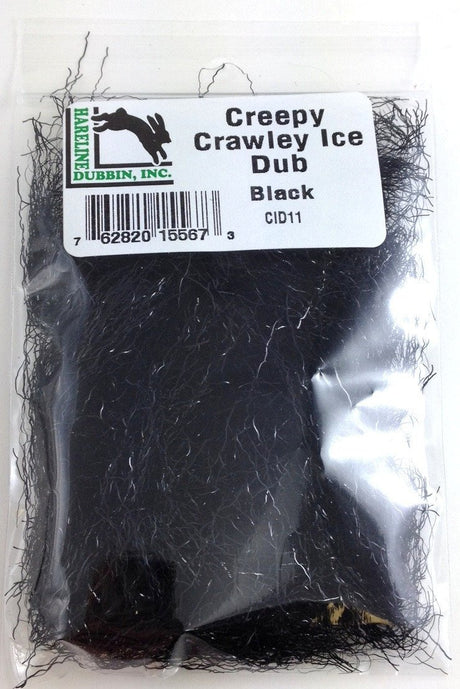 HARELINE
DUBBIN, INC.
Creepy
Crawley Ice
Dub
Black
CID11
7 62820 15567 3